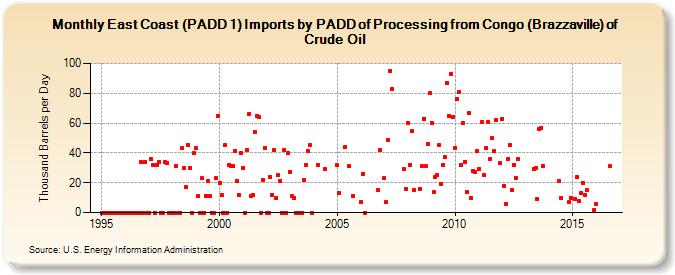 Monthly East Coast (PADD 1) Imports by PADD of Processing from Congo (Brazzaville) of
Crude Oil
Thousand Barrels per Day
100
80
60
40
20
0
1995 2000 2005 2010 2015
Source: U.S. Energy Information Administration